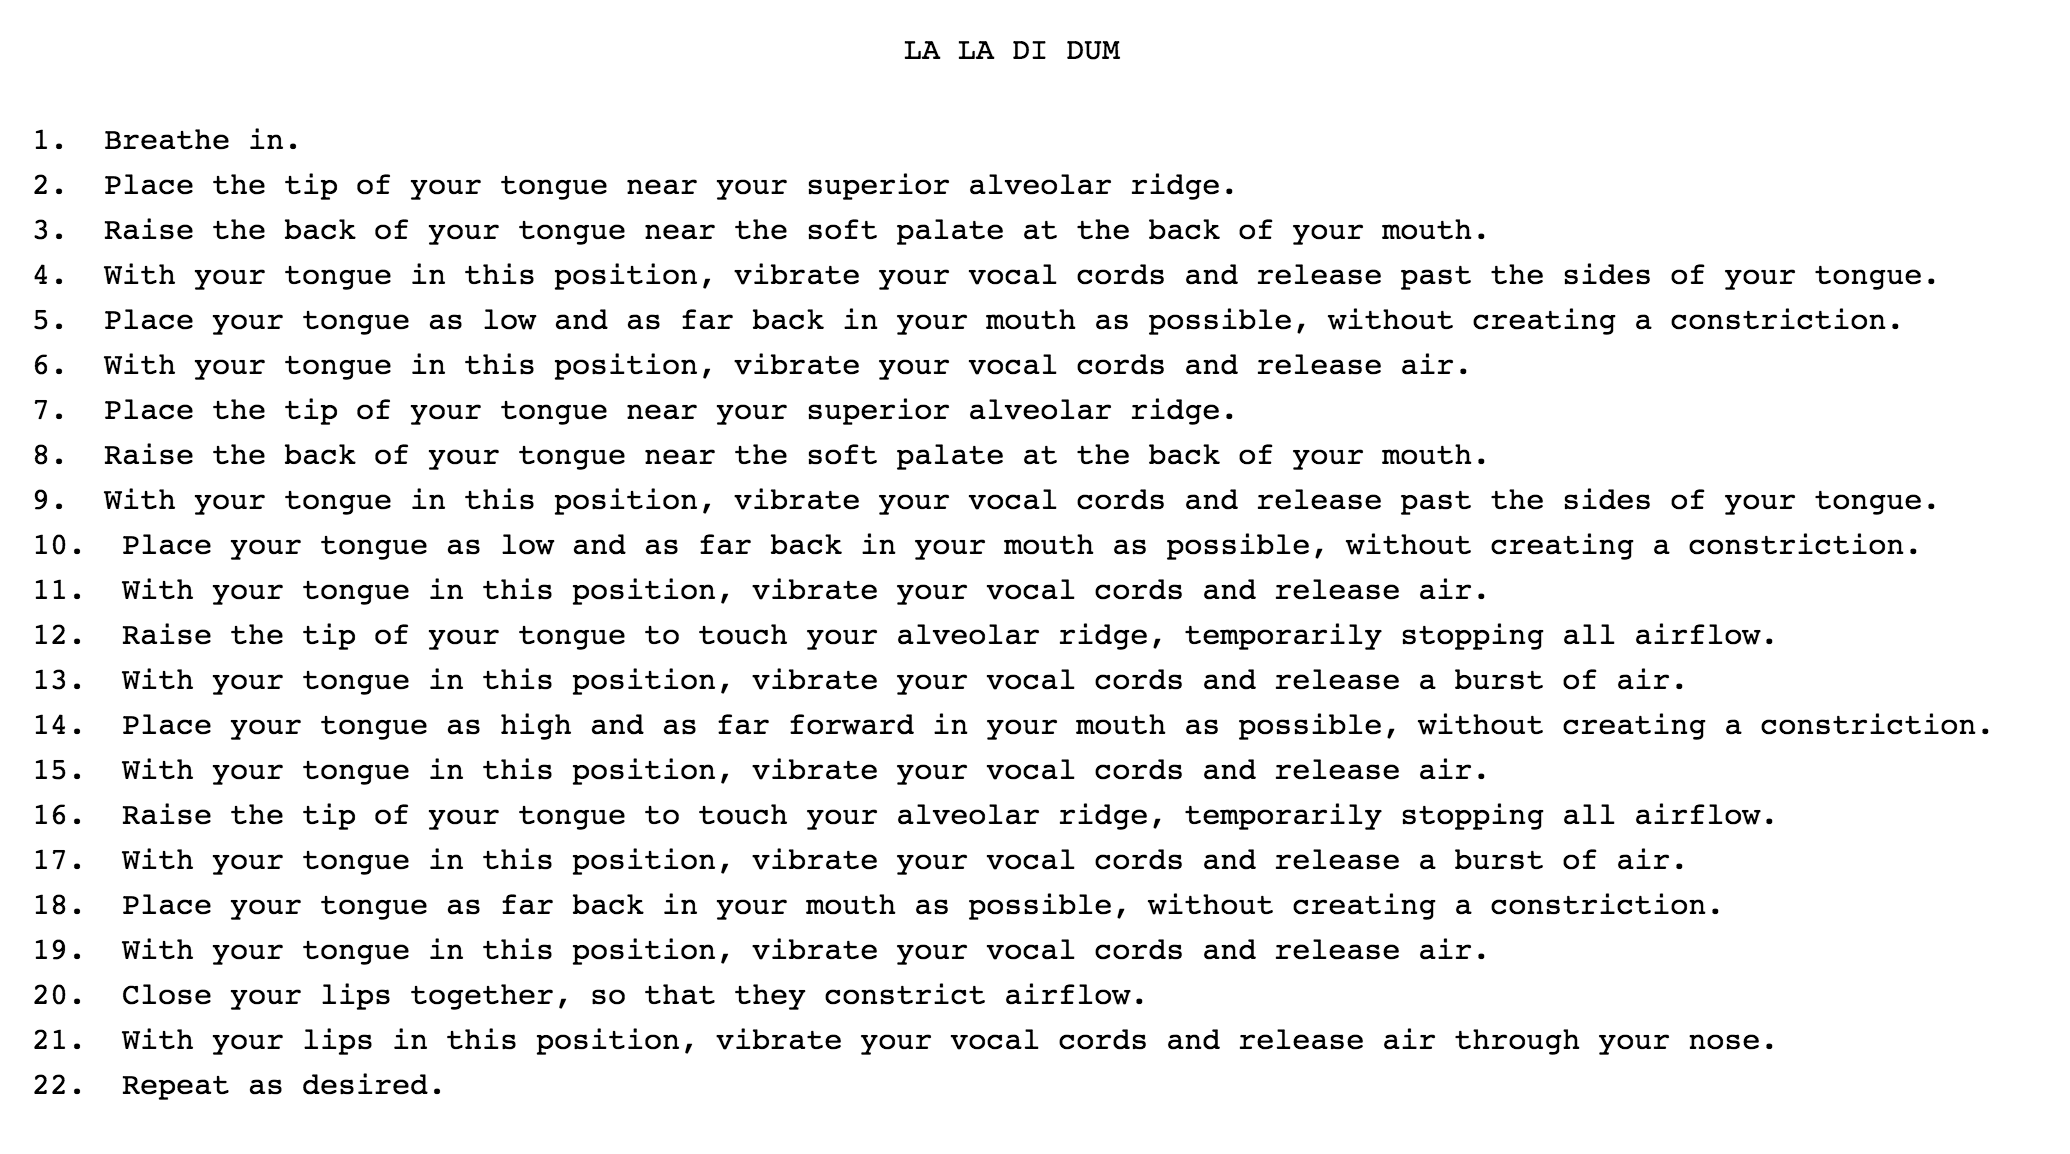 LA LA DI DUM
1. Breathe in.
2. Place the tip of your tongue near your superior alveolar ridge.
3. Raise the back of your tongue near the soft palate at the back of your mouth.
4. With your tongue in this position, vibrate your vocal cords and release past the sides of your tongue.
5. Place your tongue as low and as far back in your mouth as possible, without creating a constriction.
6. With your tongue in this position, vibrate your vocal cords and release air.
7. Place the tip of your tongue near your superior alveolar ridge.
8. Raise the back of your tongue near the soft palate at the back of your mouth.
9. With your tongue in this position, vibrate your vocal cords and release past the sides of your tongue.
10. Place your tongue as low and as far back in your mouth as possible, without creating a constriction.
11. With your tongue in this position, vibrate your vocal cords and release air.
12. Raise the tip of your tongue to touch your alveolar ridge, temporarily stopping all airflow.
13. With your tongue in this position, vibrate your vocal cords and release a burst of air.
14. Place your tongue as high and as far forward in your mouth as possible, without creating a constriction.
15. With your tongue in this position, vibrate your vocal cords and release air.
16. Raise the tip of your tongue to touch your alveolar ridge, temporarily stopping all airflow.
17. With your tongue in this position, vibrate your vocal cords and release a burst of air.
18. Place your tongue as far back in your mouth as possible, without creating a constriction.
19. With your tongue in this position, vibrate your vocal cords and release air.
20. Close your lips together, so that they constrict airflow.
21. With your lips in this position, vibrate your vocal cords and release air through your nose.
22. Repeat as desired.